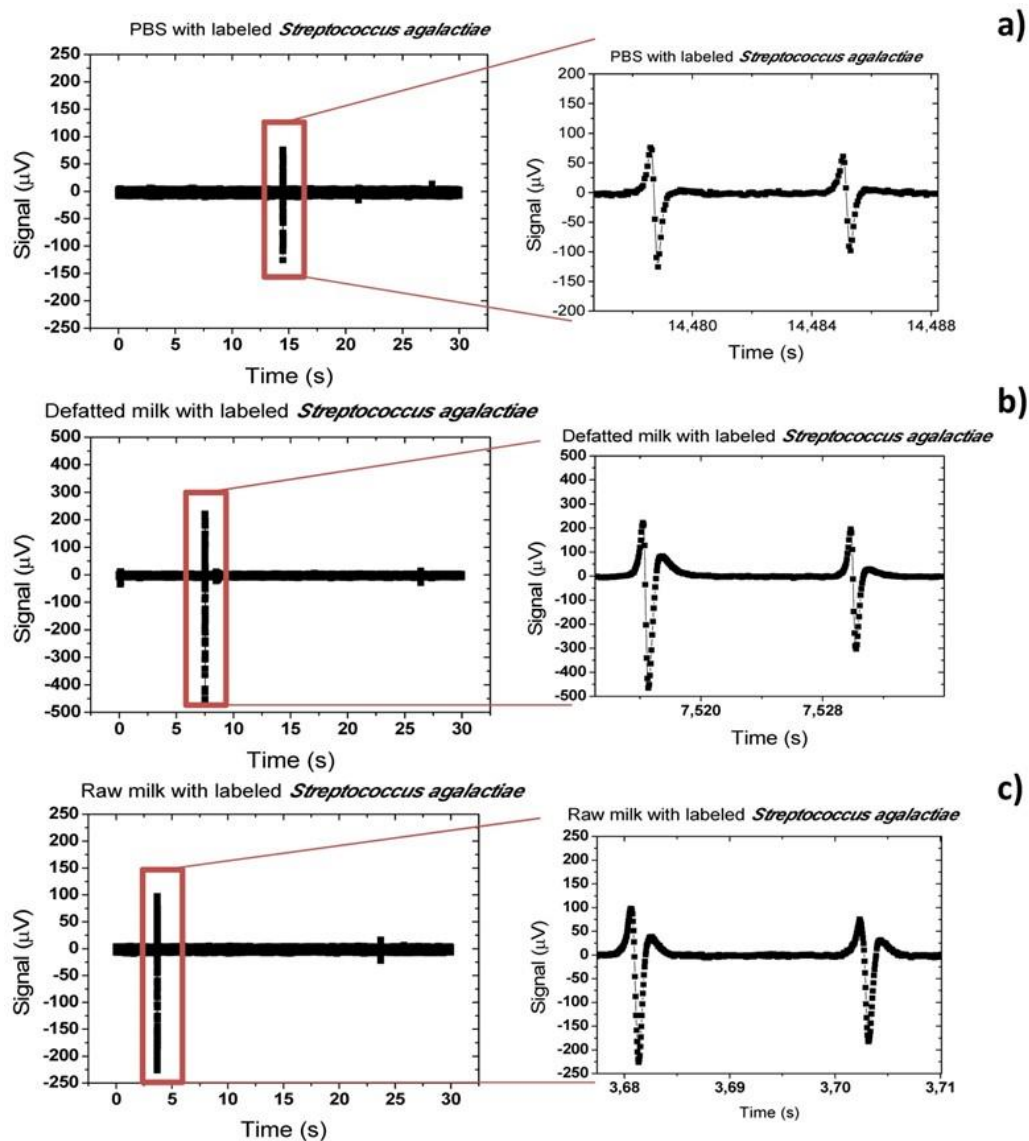 a)
PBS with labeled Streptococcus agalactiae
250
200
150
100
50
0
-50
-100
-150
-200
-250
Signal (µV)
0 5 10 15 20 25 30
Time (s)
PBS with labeled Streptococcus agalactiae
200
150
100
50
0
-50
-100
-150
-200
Signal (µV)
14,480 14,484 14,488
Time (s)
b)
Defatted milk with labeled Streptococcus agalactiae
500
400
300
200
100
0
-100
-200
-300
-400
-500
Signal (µV)
0 5 10 15 20 25 30
Time (s)
Defatted milk with labeled Streptococcus agalactiae
500
400
300
200
100
0
-100
-200
-300
-400
-500
Signal (µV)
7,520 7,528
Time (s)
c)
Raw milk with labeled Streptococcus agalactiae
250
200
150
100
50
0
-50
-100
-150
-200
-250
Signal (µV)
0 5 10 15 20 25 30
Time (s)
Raw milk with labeled Streptococcus agalactiae
250
200
150
100
50
0
-50
-100
-150
-200
-250
Signal (µV)
3,68 3,69 3,70 3,71
Time (s)